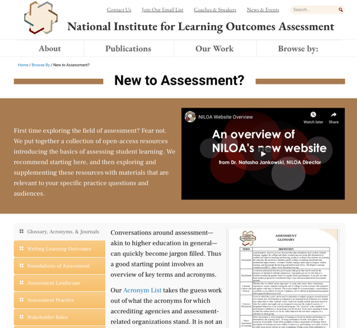 Contact Us
Join Our Email List
Coaches & Speakers
News & Events
Search...
National Institute for Learning Outcomes Assessment
About
Publications
Our Work
Browse by:
Home / Browse By / New to Assessment?
New to Assessment?
First time exploring the field of assessment? Fear not.
We put together a collection of open-access resources
introducing the basics of assessing student learning. We
recommend starting here, and then exploring and
supplementing these resources with materials that are
relevant to your specific practice questions and
audiences.
NILOA Website Overview
Watch later
Share
An overview of
NILOA's new website
from Dr. Natasha Jankowski, NILOA Director
Glossary, Acronyms, & Journals
Writing Learning Outcomes
Foundations of Assessment
Assessment Landscape
Assessment Practice
Stakeholder Roles
Conversations around assessment—
akin to higher education in general—
can quickly become jargon filled. Thus
a good starting point involves an
overview of key terms and acronyms.
Our Acronym List takes the guess work
out of what the acronyms for which
accrediting agencies and assessment-
related organizations stand. It is not an
ASSESSMENT
GLOSSARY